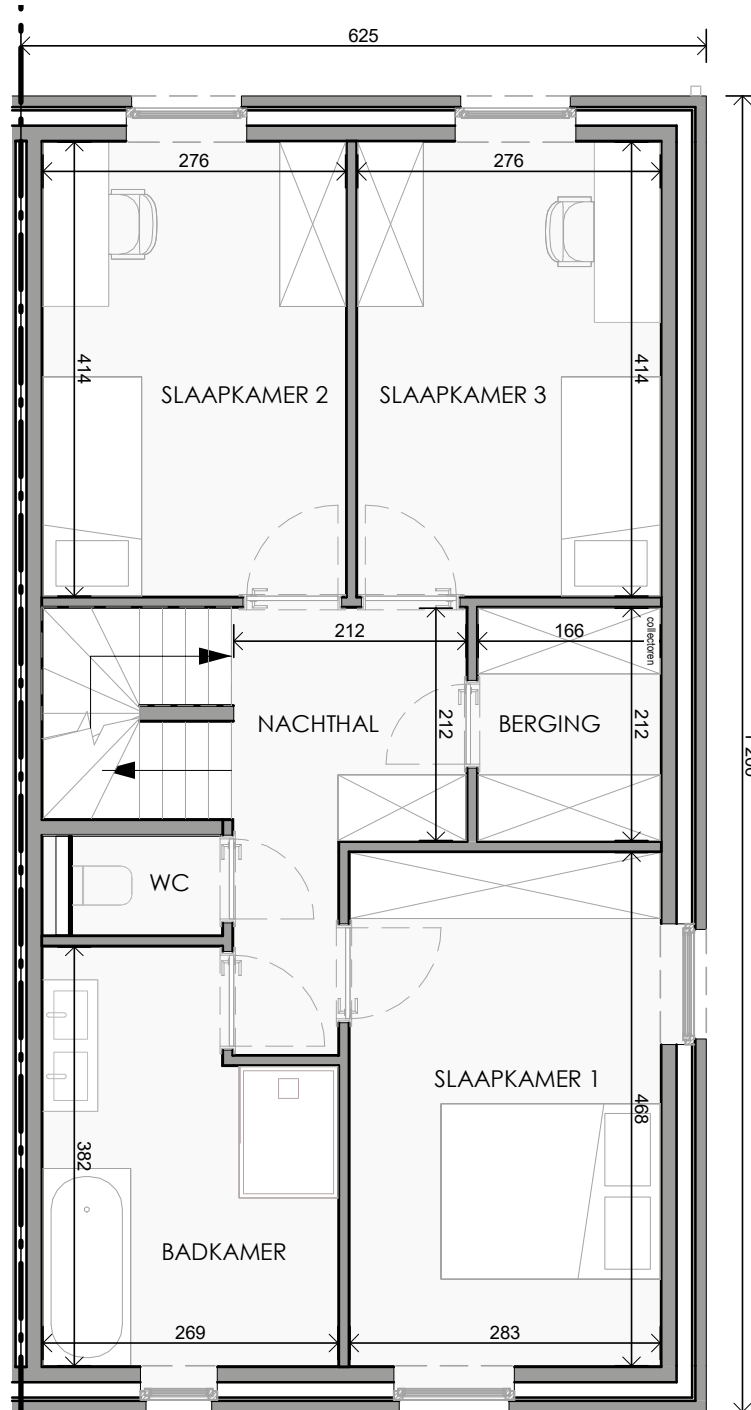 625
276
276
414
414
SLAAPKAMER 2
SLAAPKAMER 3
212
166
collectoren
NACHTHAL
212
BERGING
212
WC
SLAAPKAMER 1
468
382
BADKAMER
269
283